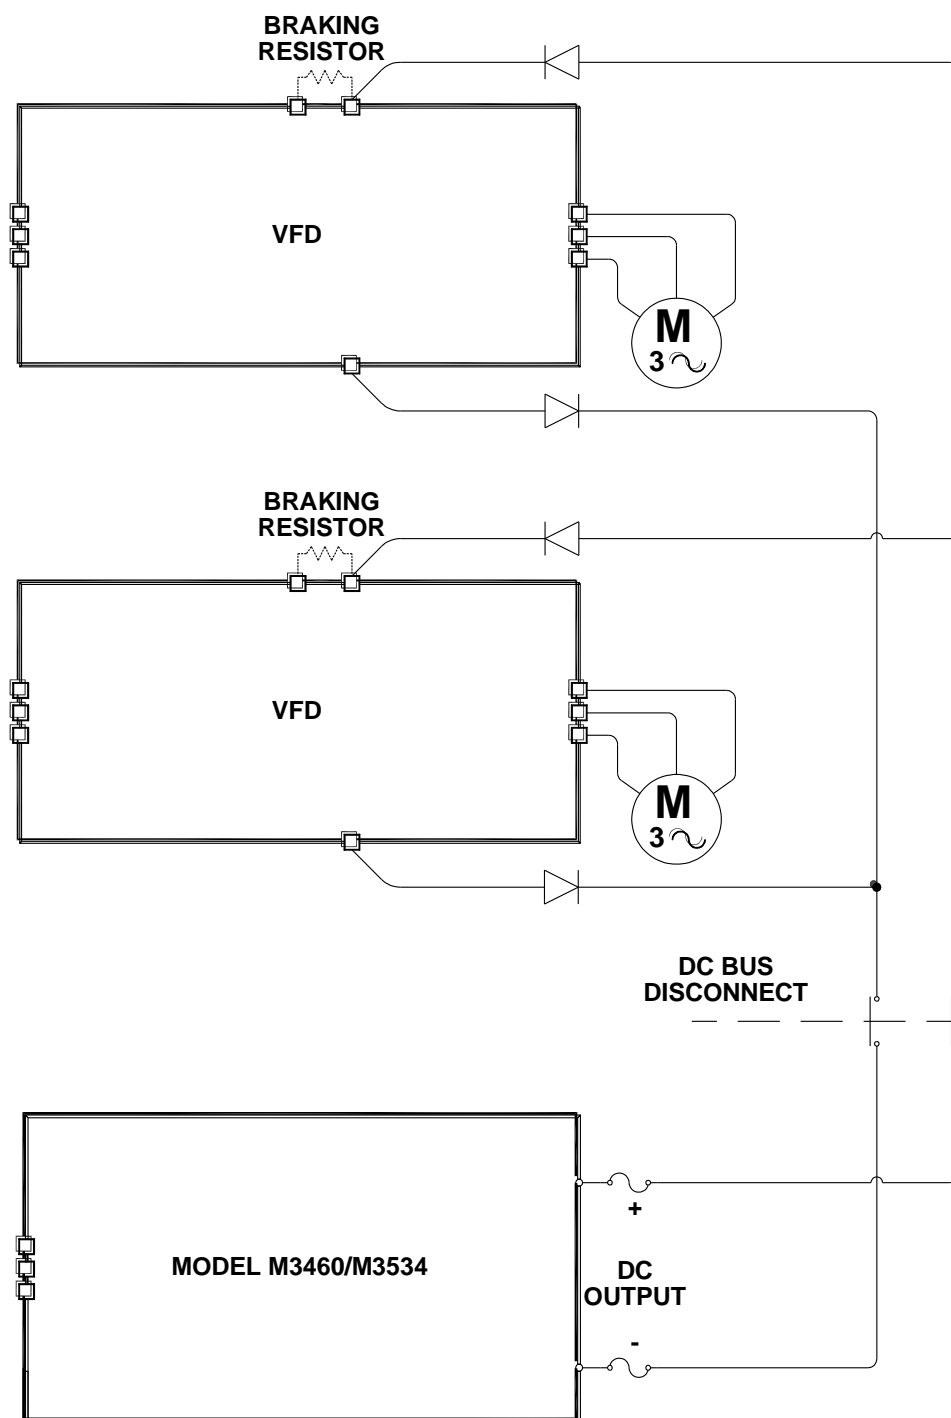 BRAKING
RESISTOR
VFD
M
3
BRAKING
RESISTOR
VFD
M
3
DC BUS
DISCONNECT
+
MODEL M3460/M3534
DC
OUTPUT
-